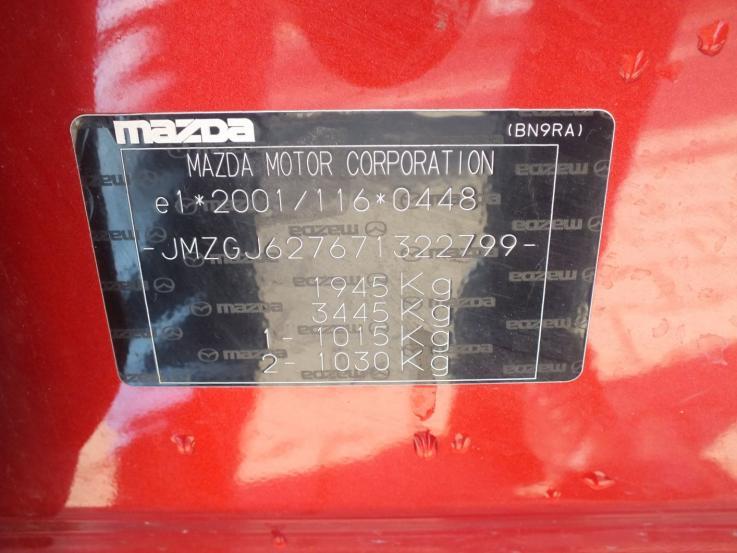 mazda (BN9RA)
MAZDA MOTOR CORPORATION
e1*2001/116*0448
-JMZGJ627671322799-
1945 Kg
3445 Kg
1- 1015 Kg
2- 1030 Kg